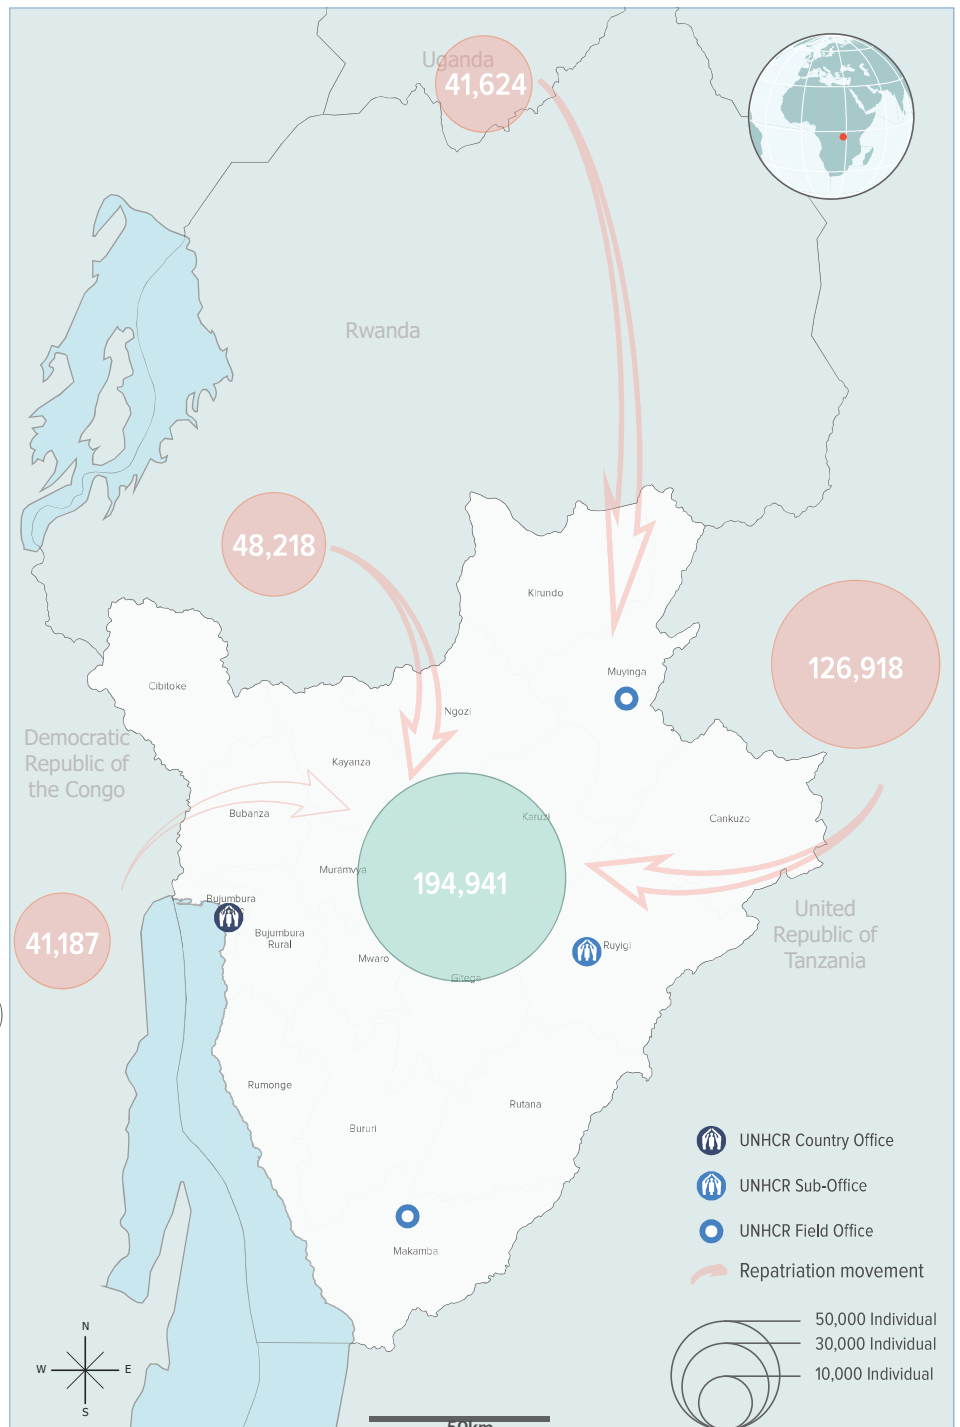 Uganda
41,624
Rwanda
48,218
Kirundo
126,918
Muyinga
Cibitoke
Ngozi
Democratic
Republic of
the Congo
Kayanza
Bubanza
Karuzi
Cankuzo
Muramvya
194,941
Bujumbura
41,187
Bujumbura
Rural
Mwaro
Ruyigi
United
Republic of
Tanzania
Gitega
Rumonge
Rutana
Bururi
Makamba
UNHCR Country Office
UNHCR Sub-Office
UNHCR Field Office
Repatriation movement
50,000 Individual
30,000 Individual
10,000 Individual
N
W
E
S
50km